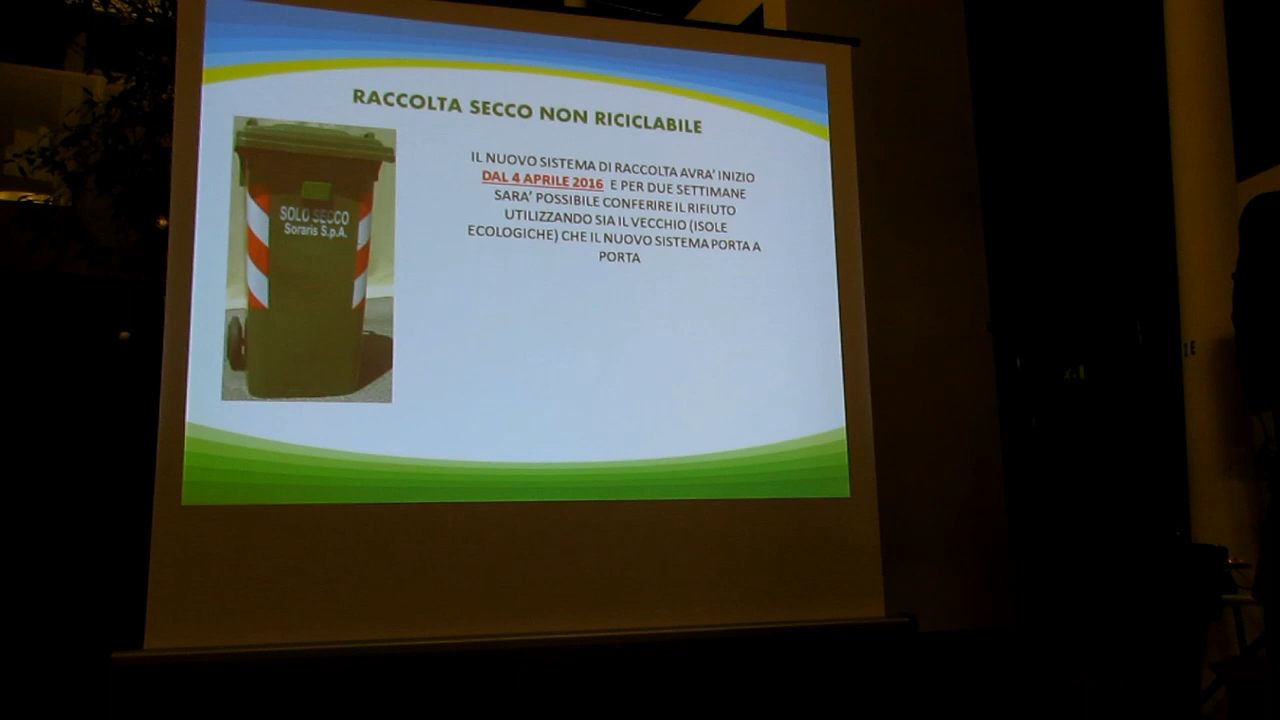 RACCOLTA SECCO NON RICICLABILE
IL NUOVO SISTEMA DI RACCOLTA AVRA' INIZIO
DAL 4 APRILE 2016 E PER DUE SETTIMANE
SARA' POSSIBILE CONFERIRE IL RIFIUTO
UTILIZZANDO SIA IL VECCHIO (ISOLE
ECOLOGICHE) CHE IL NUOVO SISTEMA PORTA A
PORTA
SOLO SECCO
Soraris S.p.A.